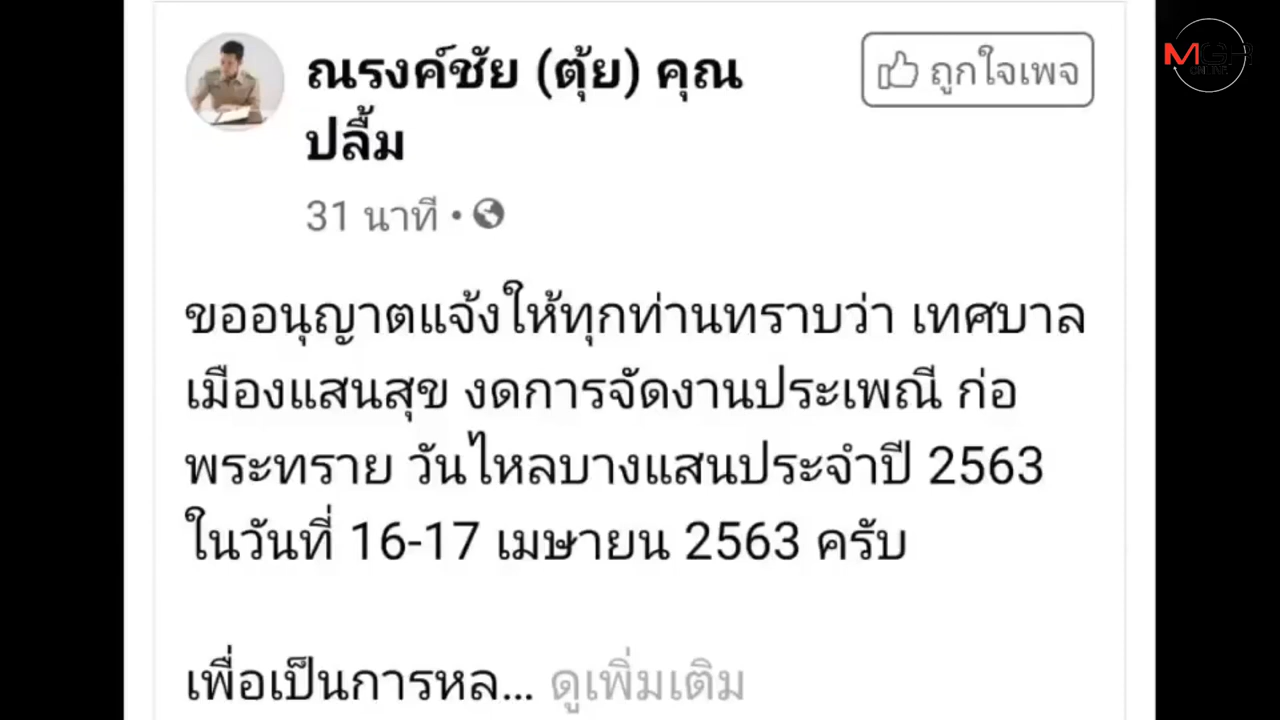 ณรงค์ชัย (ตุ้ย) คุณ
ปลื้ม
ถูกใจเพจ
31 นาที •
ขออนุญาตแจ้งให้ทุกท่านทราบว่า เทศบาล
เมืองแสนสุข งดการจัดงานประเพณี ก่อ
พระทราย วันไหลบางแสนประจำปี 2563
ในวันที่ 16-17 เมษายน 2563 ครับ
เพื่อเป็นการหล... ดูเพิ่มเติม
MGR